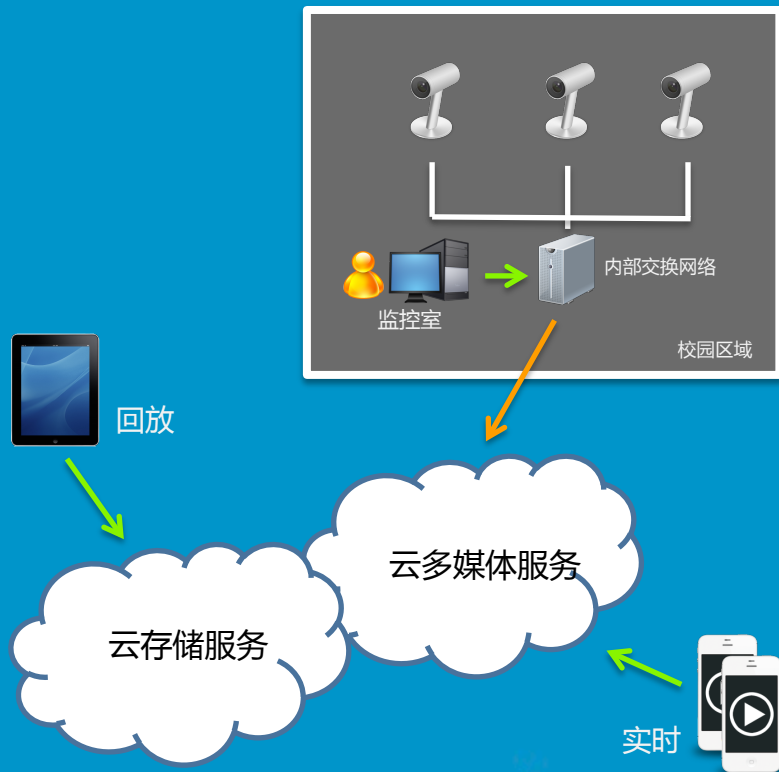 内部交换网络
监控室
校园区域
回放
云多媒体服务
云存储服务
实时